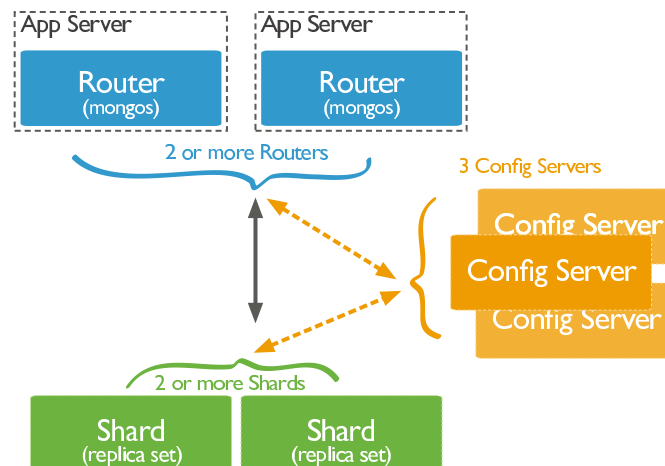 App Server
App Server
Router
(mongos)
Router
(mongos)
2 or more Routers
3 Config Servers
Config Server
Config Server
Config Server
2 or more Shards
Shard
(replica set)
Shard
(replica set)